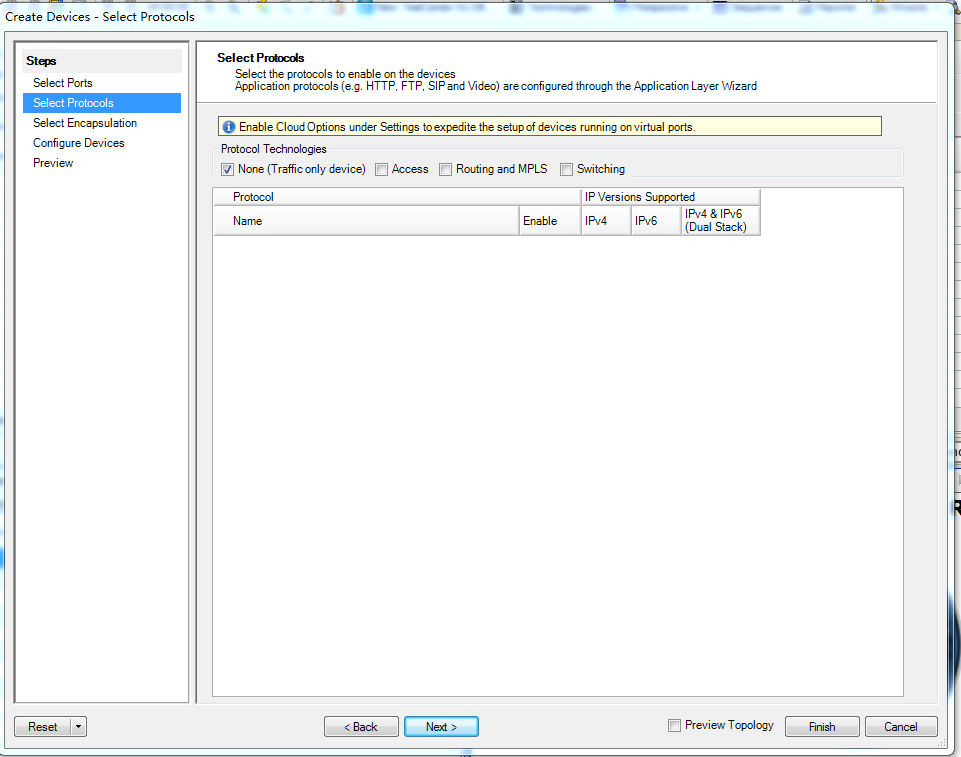 Create Devices - Select Protocols
Steps
Select Ports
Select Protocols
Select Encapsulation
Configure Devices
Preview
Select Protocols
Select the protocols to enable on the devices
Application protocols (e.g. HTTP, FTP, SIP and Video) are configured through the Application Layer Wizard
Enable Cloud Options under Settings to expedite the setup of devices running on virtual ports.
Protocol Technologies
None (Traffic only device) Access Routing and MPLS Switching
Protocol IP Versions Supported
Name Enable IPv4 IPv6 IPv4 & IPv6
(Dual Stack)
Reset < Back Next > Preview Topology Finish Cancel